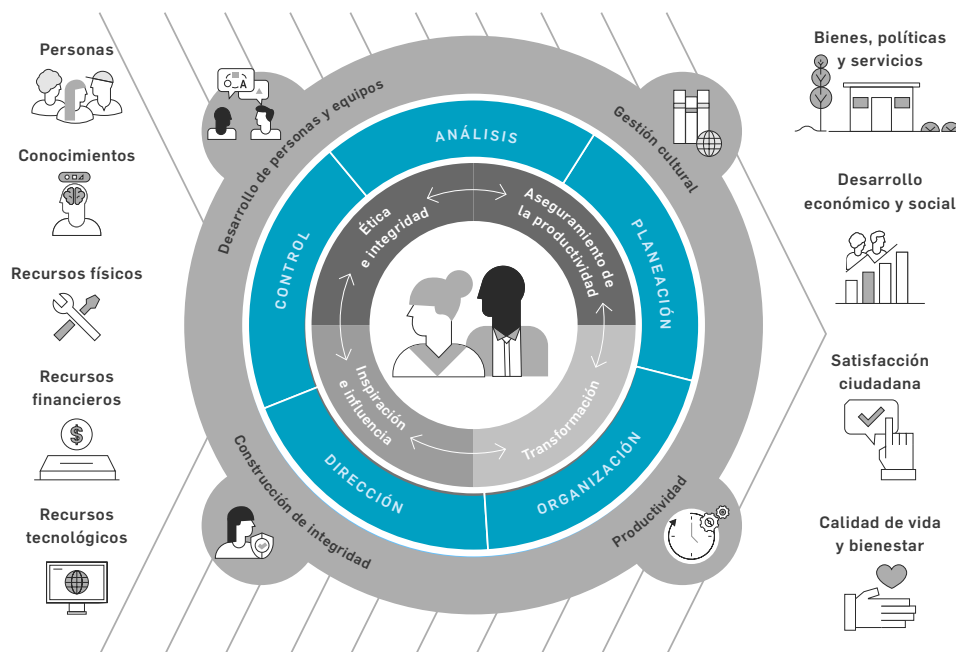 Personas
Conocimientos
Recursos físicos
Recursos
financieros
$
Recursos
tecnológicos
A
Desarrollo de personas y equipos
Gestión cultural
Construcción de integridad
Productividad
ANÁLISIS
PLANEACIÓN
ORGANIZACIÓN
DIRECCIÓN
CONTROL
Ética
e integridad
Aseguramiento de
la productividad
Inspiración
e influencia
Transformación
Bienes, políticas
y servicios
Desarrollo
económico y social
Satisfacción
ciudadana
Calidad de vida
y bienestar